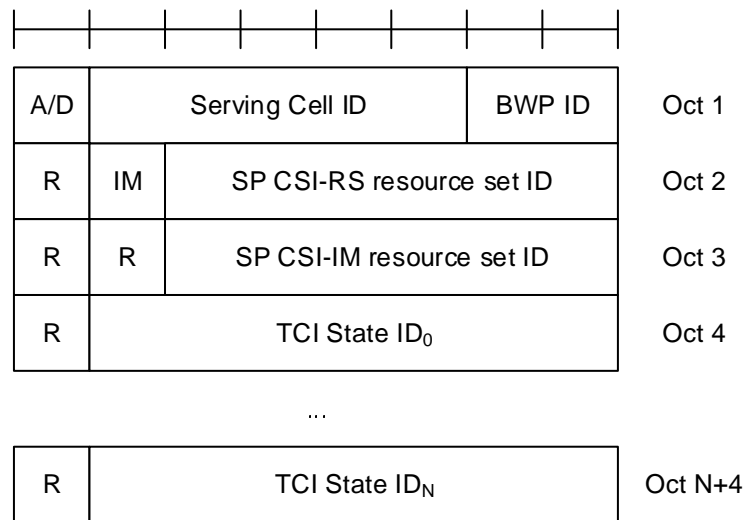 A/D Serving Cell ID BWP ID Oct 1
R IM SP CSI-RS resource set ID Oct 2
R R SP CSI-IM resource set ID Oct 3
R TCI State ID0 Oct 4
...
R TCI State IDN Oct N+4